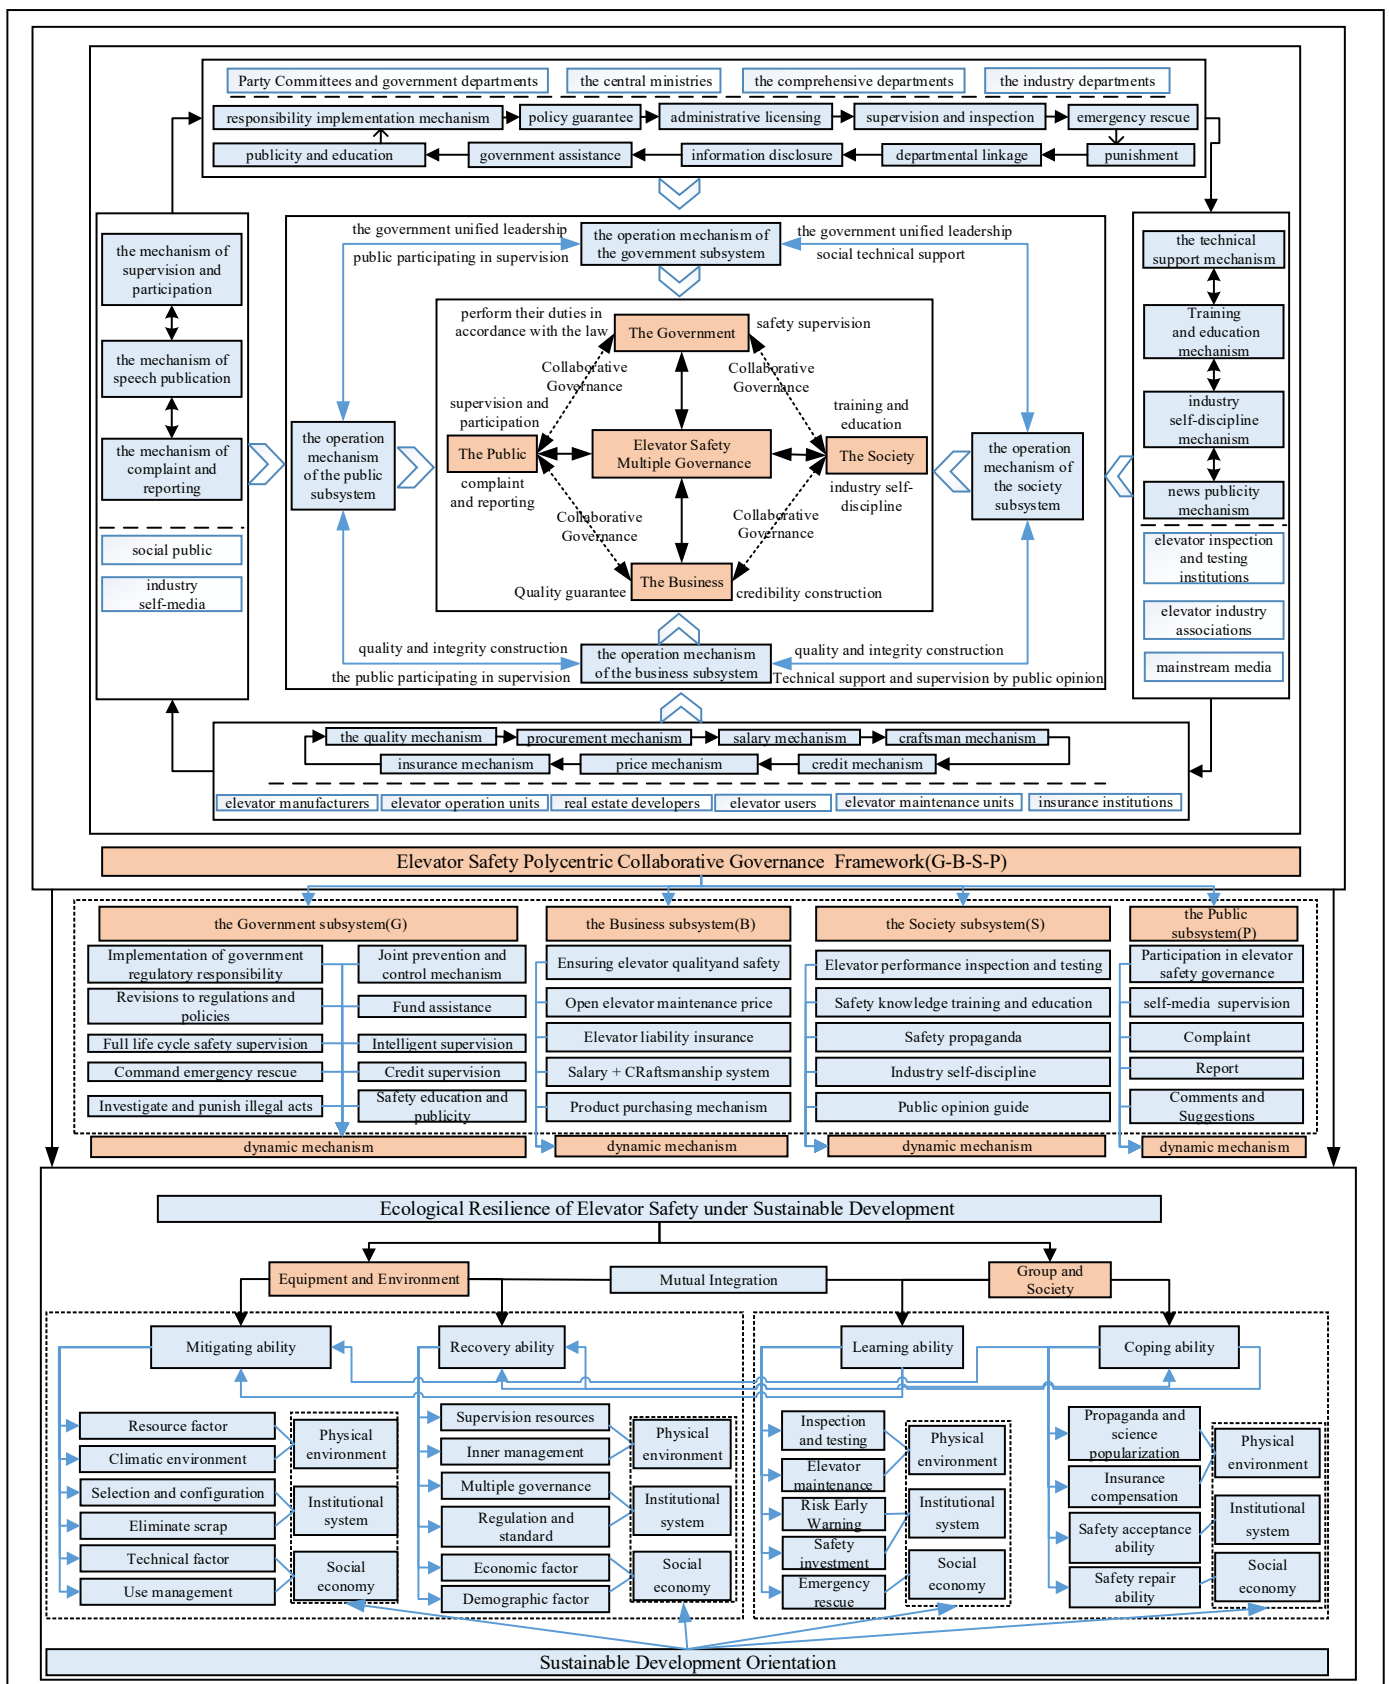 Party Committees and government departments
the central ministries
the comprehensive departments
the industry departments
responsibility implementation mechanism
policy guarantee
administrative licensing
supervision and inspection
emergency rescue
publicity and education
government assistance
information disclosure
departmental linkage
punishment
the mechanism of
supervision and
participation
the mechanism of
speech publication
the mechanism of
complaint and
reporting
social public
industry
self-media
the government unified leadership
public participating in supervision
the operation mechanism of
the government subsystem
the government unified leadership
social technical support
the operation
mechanism
of the public
subsystem
perform their duties in
accordance with the law
The Government
safety supervision
Collaborative
Governance
Collaborative
Governance
supervision and
participation
training and
education
The Public
Elevator Safety
Multiple Governance
The Society
complaint
and reporting
industry self-
discipline
Collaborative
Governance
Collaborative
Governance
Quality guarantee
The Business
credibility construction
the operation
mechanism of
the society
subsystem
quality and integrity construction
the public participating in supervision
the operation mechanism
of the business subsystem
quality and integrity construction
Technical support and supervision by public opinion
the technical
support mechanism
Training
and education
mechanism
industry
self-discipline
mechanism
news publicity
mechanism
elevator inspection
and testing
institutions
elevator industry
associations
mainstream media
the quality mechanism
procurement mechanism
salary mechanism
craftsman mechanism
insurance mechanism
price mechanism
credit mechanism
elevator manufacturers
elevator operation units
real estate developers
elevator users
elevator maintenance units
insurance institutions
Elevator Safety Polycentric Collaborative Governance Framework(G-B-S-P)
the Government subsystem(G)
the Business subsystem(B)
the Society subsystem(S)
the Public
subsystem(P)
Implementation of government
regulatory responsibility
Joint prevention and
control mechanism
Revisions to regulations and
policies
Fund assistance
Full life cycle safety supervision
Intelligent supervision
Command emergency rescue
Credit supervision
Investigate and punish illegal acts
Safety education and
publicity
dynamic mechanism
Ensuring elevator qualityand safety
Open elevator maintenance price
Elevator liability insurance
Salary + CRaftsmanship system
Product purchasing mechanism
dynamic mechanism
Elevator performance inspection and testing
Safety knowledge training and education
Safety propaganda
Industry self-discipline
Public opinion guide
dynamic mechanism
Participation in elevator
safety governance
self-media supervision
Complaint
Report
Comments and
Suggestions
dynamic mechanism
Ecological Resilience of Elevator Safety under Sustainable Development
Equipment and Environment
Mutual Integration
Group and
Society
Mitigating ability
Recovery ability
Learning ability
Coping ability
Resource factor
Climatic environment
Selection and configuration
Eliminate scrap
Technical factor
Use management
Physical
environment
Institutional
system
Social
economy
Supervision resources
Inner management
Multiple governance
Regulation and
standard
Economic factor
Demographic factor
Physical
environment
Institutional
system
Social
economy
Inspection
and testing
Elevator
maintenance
Risk Early
Warning
Safety
investment
Emergency
rescue
Physical
environment
Institutional
system
Social
economy
Propaganda and
science
popularization
Insurance
compensation
Safety acceptance
ability
Safety repair
ability
Physical
environment
Institutional
system
Social
economy
Sustainable Development Orientation